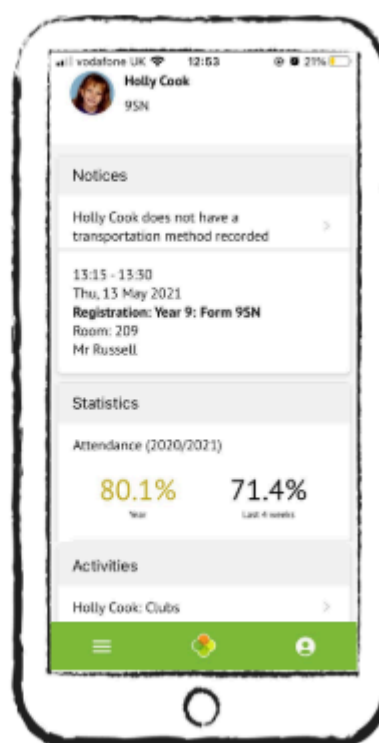 vodafone UK 12:53 21%
Holly Cook
9SN
Notices
Holly Cook does not have a
transportation method recorded
13:15 - 13:30
Thu, 13 May 2021
Registration: Year 9: Form 9SN
Room: 209
Mr Russell
Statistics
Attendance (2020/2021)
80.1% 71.4%
Year Last 4 weeks
Activities
Holly Cook: Clubs